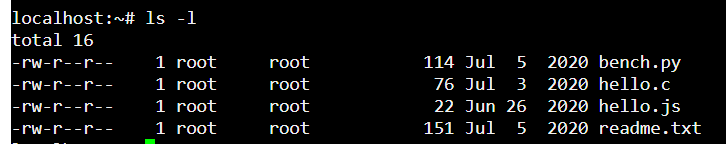 localhost:~# ls -l
total 16
-rw-r--r--    1 root     root           114 Jul  5  2020 bench.py
-rw-r--r--    1 root     root            76 Jul  3  2020 hello.c
-rw-r--r--    1 root     root            22 Jun 26  2020 hello.js
-rw-r--r--    1 root     root           151 Jul  5  2020 readme.txt